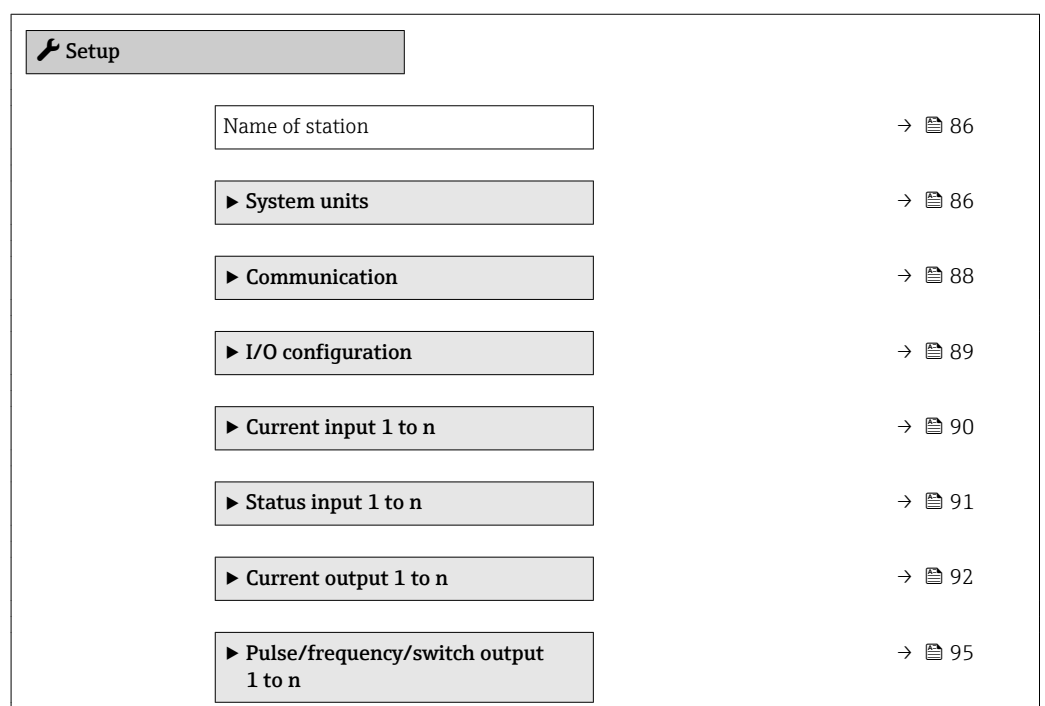 Setup
Name of station → 86
▶ System units → 86
▶ Communication → 88
▶ I/O configuration → 89
▶ Current input 1 to n → 90
▶ Status input 1 to n → 91
▶ Current output 1 to n → 92
▶ Pulse/frequency/switch output → 95
1 to n